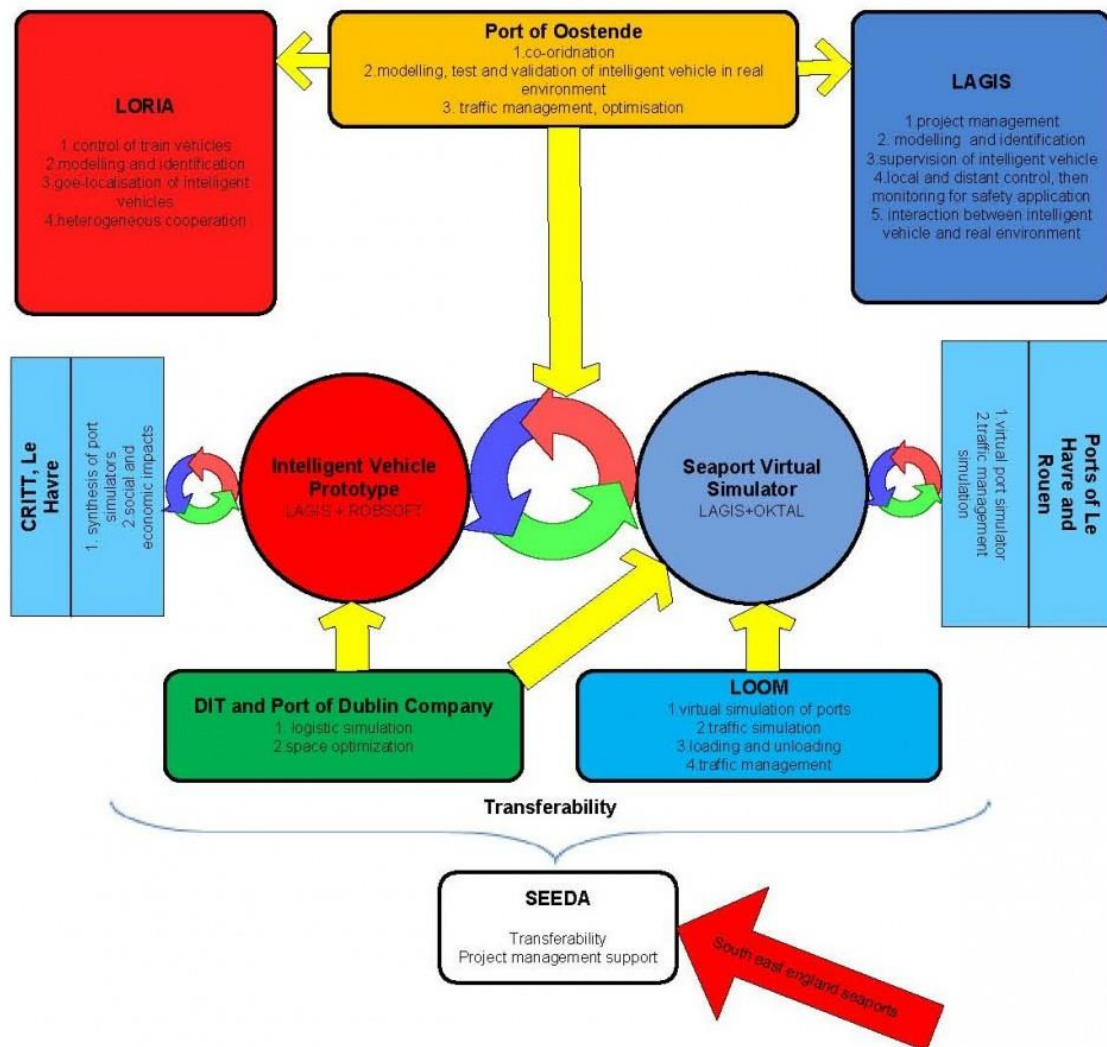 Port of Oostende
1.co-oridnation
2.modelling, test and validation of intelligent vehicle in real
environment
3. traffic management, optimisation
LORIA
1.control of train vehicles
2.modelling and identification
3.goe-localisation of intelligent
vehicles
4.heterogeneous cooperation
LAGIS
1.project management
2. modelling and identification
3.supervision of intelligent vehicle
4.local and distant control, then
monitoring for safety application
5. interaction between intelligent
vehicle and real environment
CRITT, Le
Havre
1. synthesis of port
simulators
2.social and
economic impacts
Intelligent Vehicle
Prototype
LAGIS + ROBSOFT
Seaport Virtual
Simulator
LAGIS+OKTAL
1.virtual port simulator
2.traffic management
simulation
Ports of Le
Havre and
Rouen
DIT and Port of Dublin Company
1. logistic simulation
2.space optimization
LOOM
1.virtual simulation of ports
2.traffic simulation
3.loading and unloading
4.traffic management
Transferability
SEEDA
Transferability
Project management support
South east england seaports